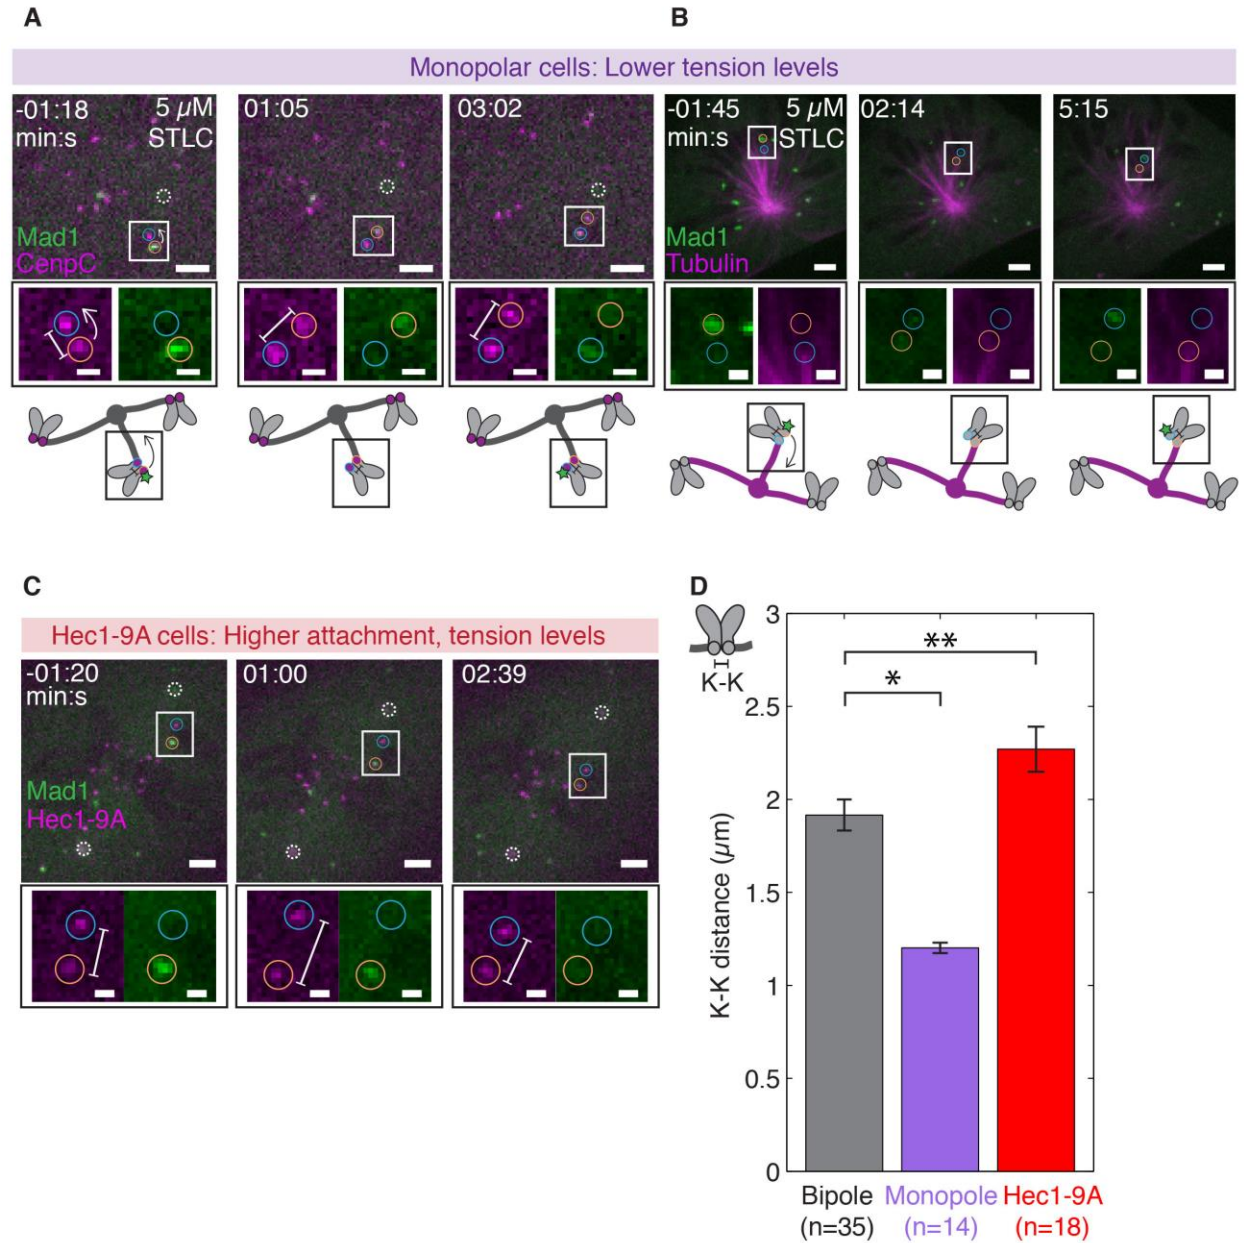 A
B
Monopolar cells: Lower tension levels
-01:18 5 µM
min:s STLC
Mad1
CenpC
01:05
03:02
-01:45 5 µM
min:s STLC
Mad1
Tubulin
02:14
5:15
C
Hec1-9A cells: Higher attachment, tension levels
-01:20
min:s
Mad1
Hec1-9A
01:00
02:39
D
K-K
K-K distance (µm)
3
2.5
2
1.5
1
0.5
0
*
**
Bipole Monopole Hec1-9A
(n=35) (n=14) (n=18)